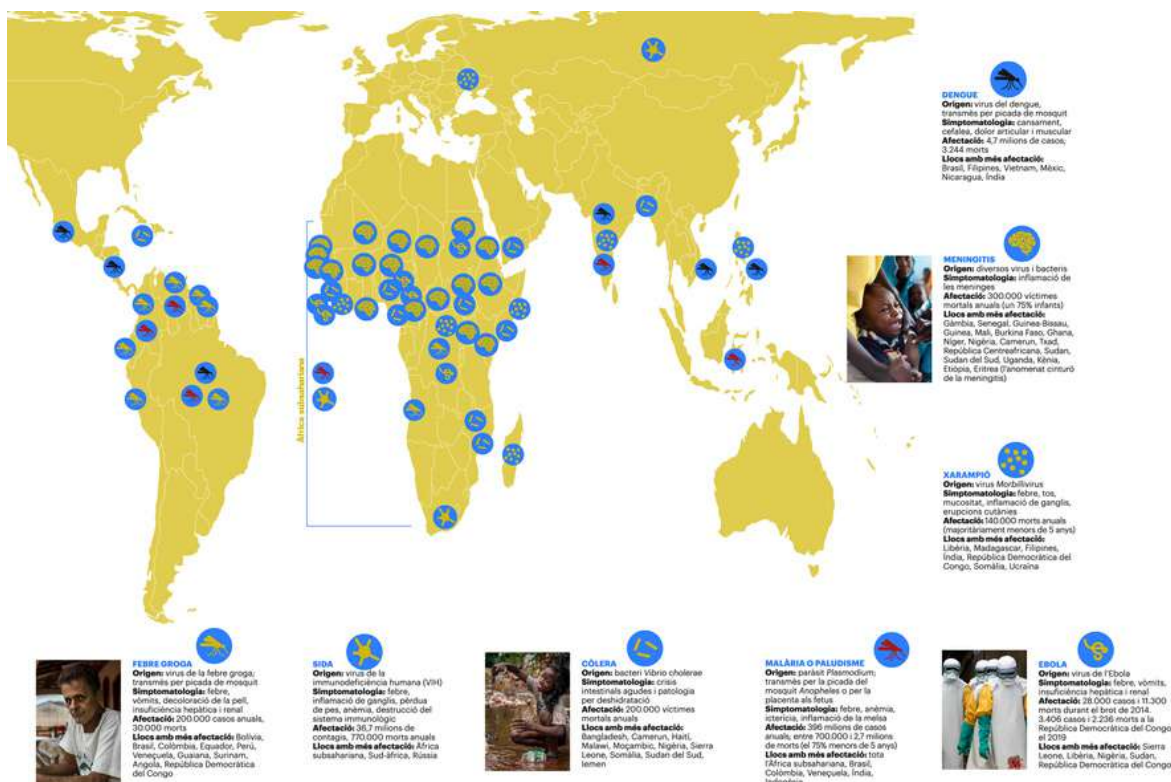 Àfrica subsahariana
DENGUE
Origen: virus del dengue,
transmès per picada de mosquit
Simptomatologia: cansament,
cefalea, dolor articular i muscular
Afectació: 4,7 milions de casos;
3.244 morts
Llocs amb més afectació:
Brasil, Filipines, Vietnam, Mèxic,
Nicaragua, Índia
MENINGITIS
Origen: diversos virus i bacteris
Simptomatologia: inflamació de
les meninges
Afectació: 300.000 víctimes
mortals anuals (un 75% infants)
Llocs amb més afectació:
Gàmbia, Senegal, Guinea-Bissau,
Guinea, Mali, Burkina Faso, Ghana,
Níger, Nigèria, Camerun, Txad,
República Centreafricana, Sudan,
Sudan del Sud, Uganda, Kènia,
Etiòpia, Eritrea (l'anomenat cinturó
de la meningitis)
XARAMPIÓ
Origen: virus Morbillivirus
Simptomatologia: febre, tos,
mucositat, inflamació de ganglis,
erupcions cutànies
Afectació: 140.000 morts anuals
(majoritàriament menors de 5 anys)
Llocs amb més afectació:
Libèria, Madagascar, Filipines,
Índia, República Democràtica del
Congo, Somàlia, Ucraïna
FEBRE GROGA
Origen: virus de la febre groga;
transmès per picada de mosquit
Simptomatologia: febre,
vòmits, decoloració de la pell,
insuficiència hepàtica i renal
Afectació: 200.000 casos anuals,
30.000 morts
Llocs amb més afectació: Bolívia,
Brasil, Colòmbia, Equador, Perú,
Veneçuela, Guaiana, Surinam,
Angola, República Democràtica
del Congo
SIDA
Origen: virus de la
immunodeficiència humana (VIH)
Simptomatologia: febre,
inflamació de ganglis, pèrdua
de pes, anèmia, destrucció del
sistema immunològic
Afectació: 36,7 milions de
contagis, 770.000 morts anuals
Llocs amb més afectació: Àfrica
subsahariana, Sud-àfrica, Rússia
CÒLERA
Origen: bacteri Vibrio cholerae
Simptomatologia: crisis
intestinals agudes i patologia
per deshidratació
Afectació: 200.000 víctimes
mortals anuals
Llocs amb més afectació:
Bangladesh, Camerun, Haití,
Malawi, Moçambic, Nigèria, Sierra
Leone, Somàlia, Sudan del Sud,
Iemen
MALÀRIA O PALUDISME
Origen: paràsit Plasmodium;
transmès per la picada del
mosquit Anopheles o per la
placenta als fetus
Simptomatologia: febre, anèmia,
icterícia, inflamació de la melsa
Afectació: 396 milions de casos
anuals; entre 700.000 i 2,7 milions
de morts (el 75% menors de 5 anys)
Llocs amb més afectació: tota
l'Àfrica subsahariana, Brasil,
Colòmbia, Veneçuela, Índia,
Indonèsia
EBOLA
Origen: virus de l'Ebola
Simptomatologia: febre, vòmits,
insuficiència hepàtica i renal
Afectació: 28.000 casos i 11.300
morts durant el brot de 2014.
3.406 casos i 2.236 morts a la
República Democràtica del Congo
el 2019
Llocs amb més afectació: Sierra
Leone, Libèria, Nigèria, Sudan,
República Democràtica del Congo